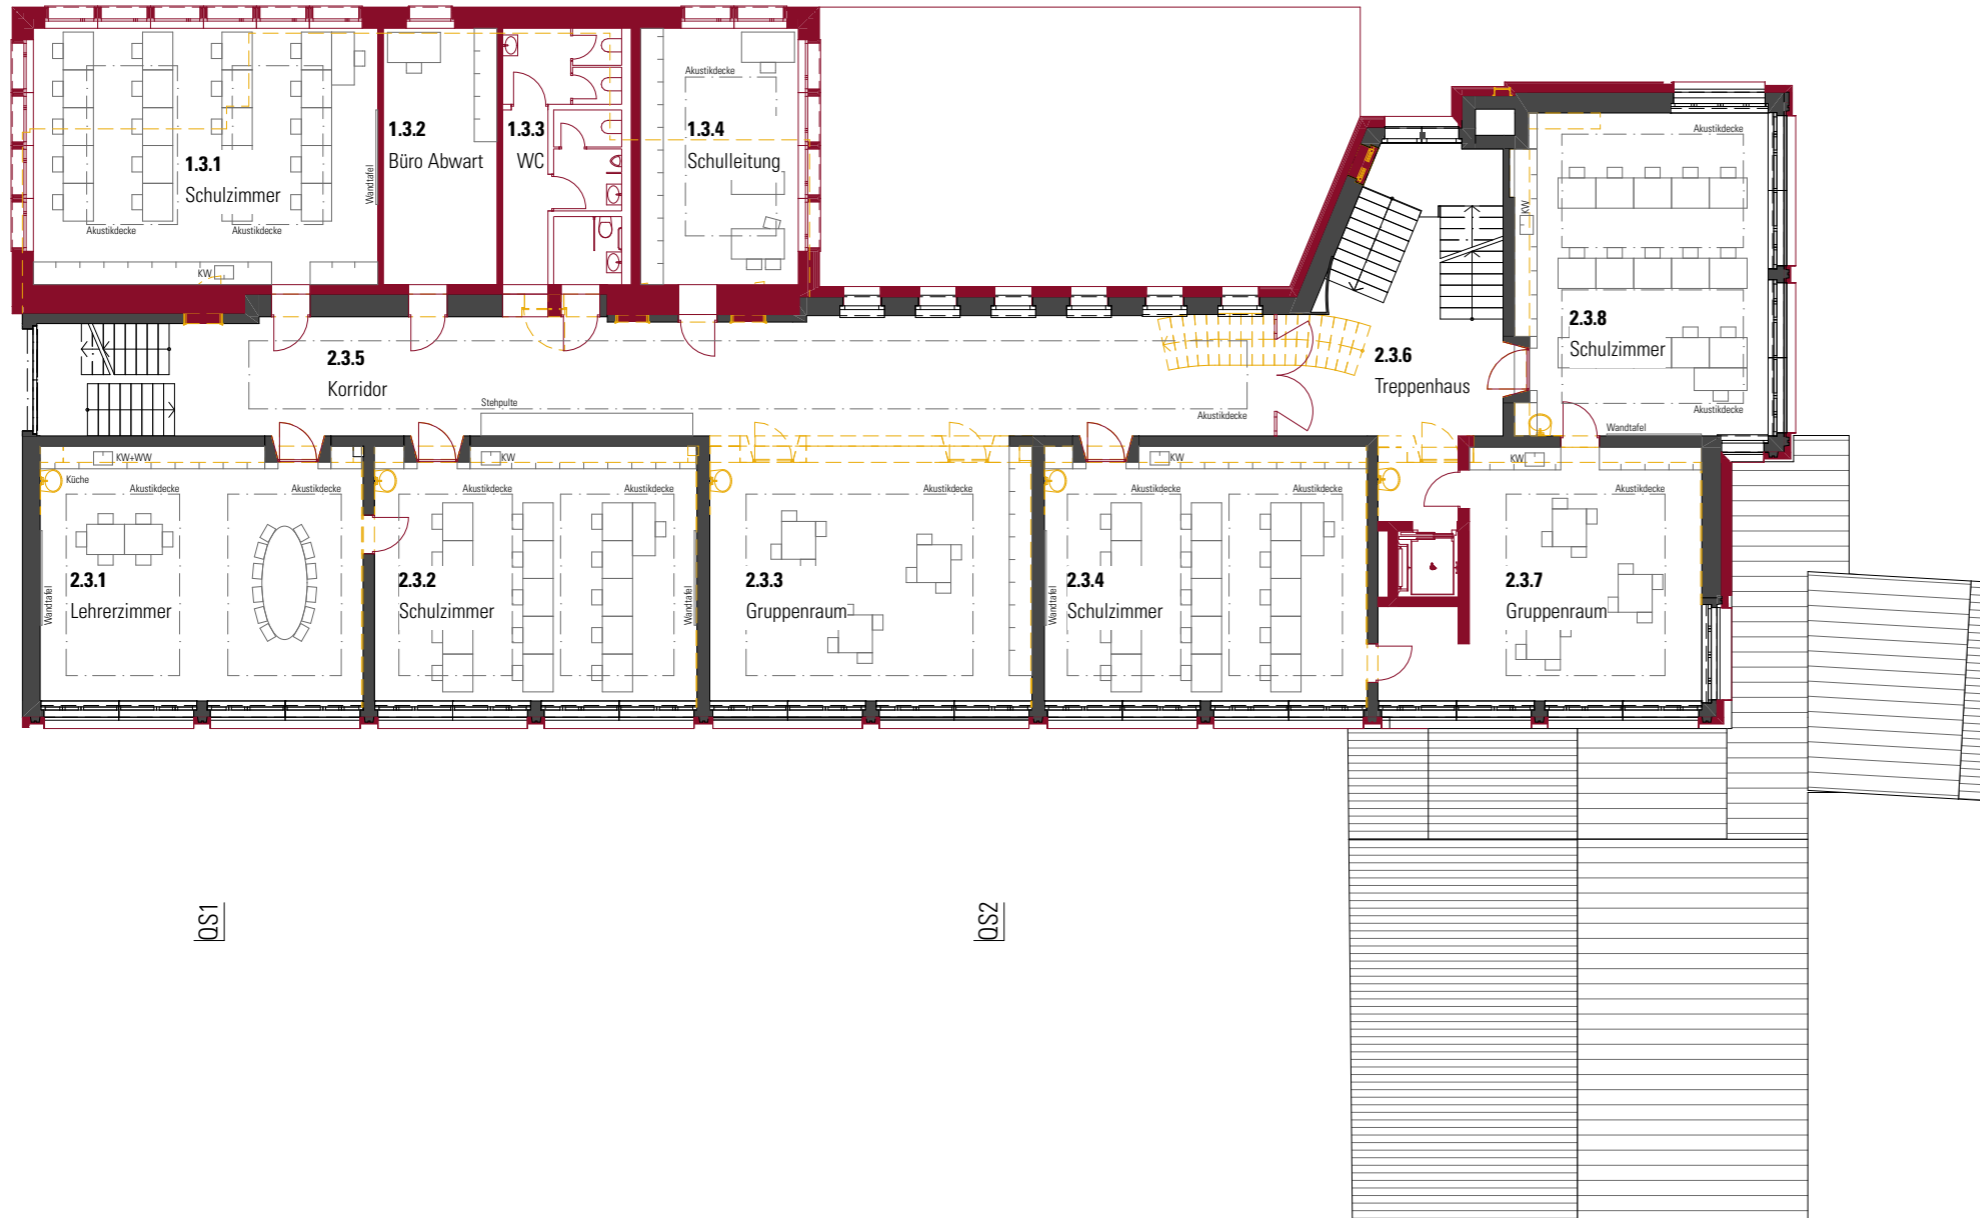 1.3.1
Schulzimmer
Akustikdecke
Akustikdecke
Wandtafel
KW
1.3.2
Büro Abwart
1.3.3
WC
Akustikdecke
1.3.4
Schulleitung
2.3.5
Korridor
Stehpulte
Akustikdecke
2.3.6
Treppenhaus
Akustikdecke
KW
2.3.8
Schulzimmer
Akustikdecke
Wandtafel
KW+WW
Küche
Akustikdecke
Akustikdecke
2.3.1
Lehrerzimmer
Wandtafel
KW
Akustikdecke
Akustikdecke
2.3.2
Schulzimmer
Wandtafel
Akustikdecke
2.3.3
Gruppenraum
KW
Akustikdecke
Akustikdecke
2.3.4
Schulzimmer
Wandtafel
KW
Akustikdecke
2.3.7
Gruppenraum
QS1
QS2